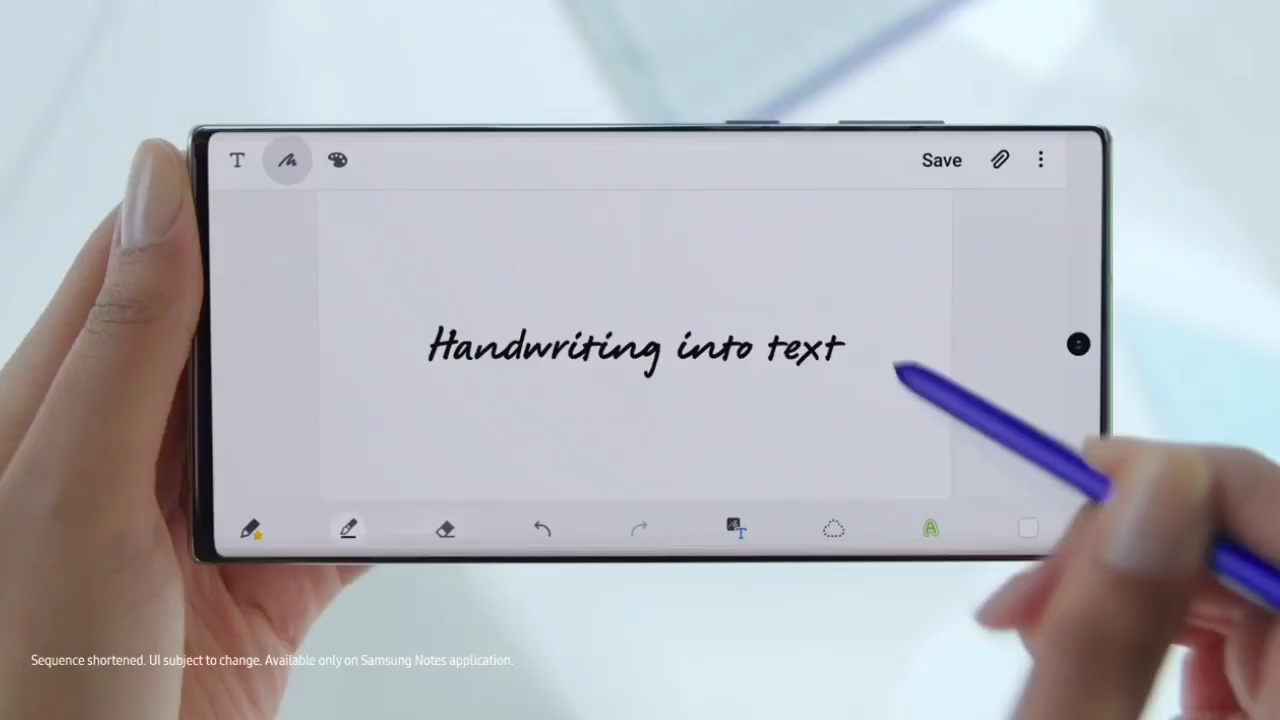 T
Save
Handwriting into text
T
A
Sequence shortened. UI subject to change. Available only on Samsung Notes application.